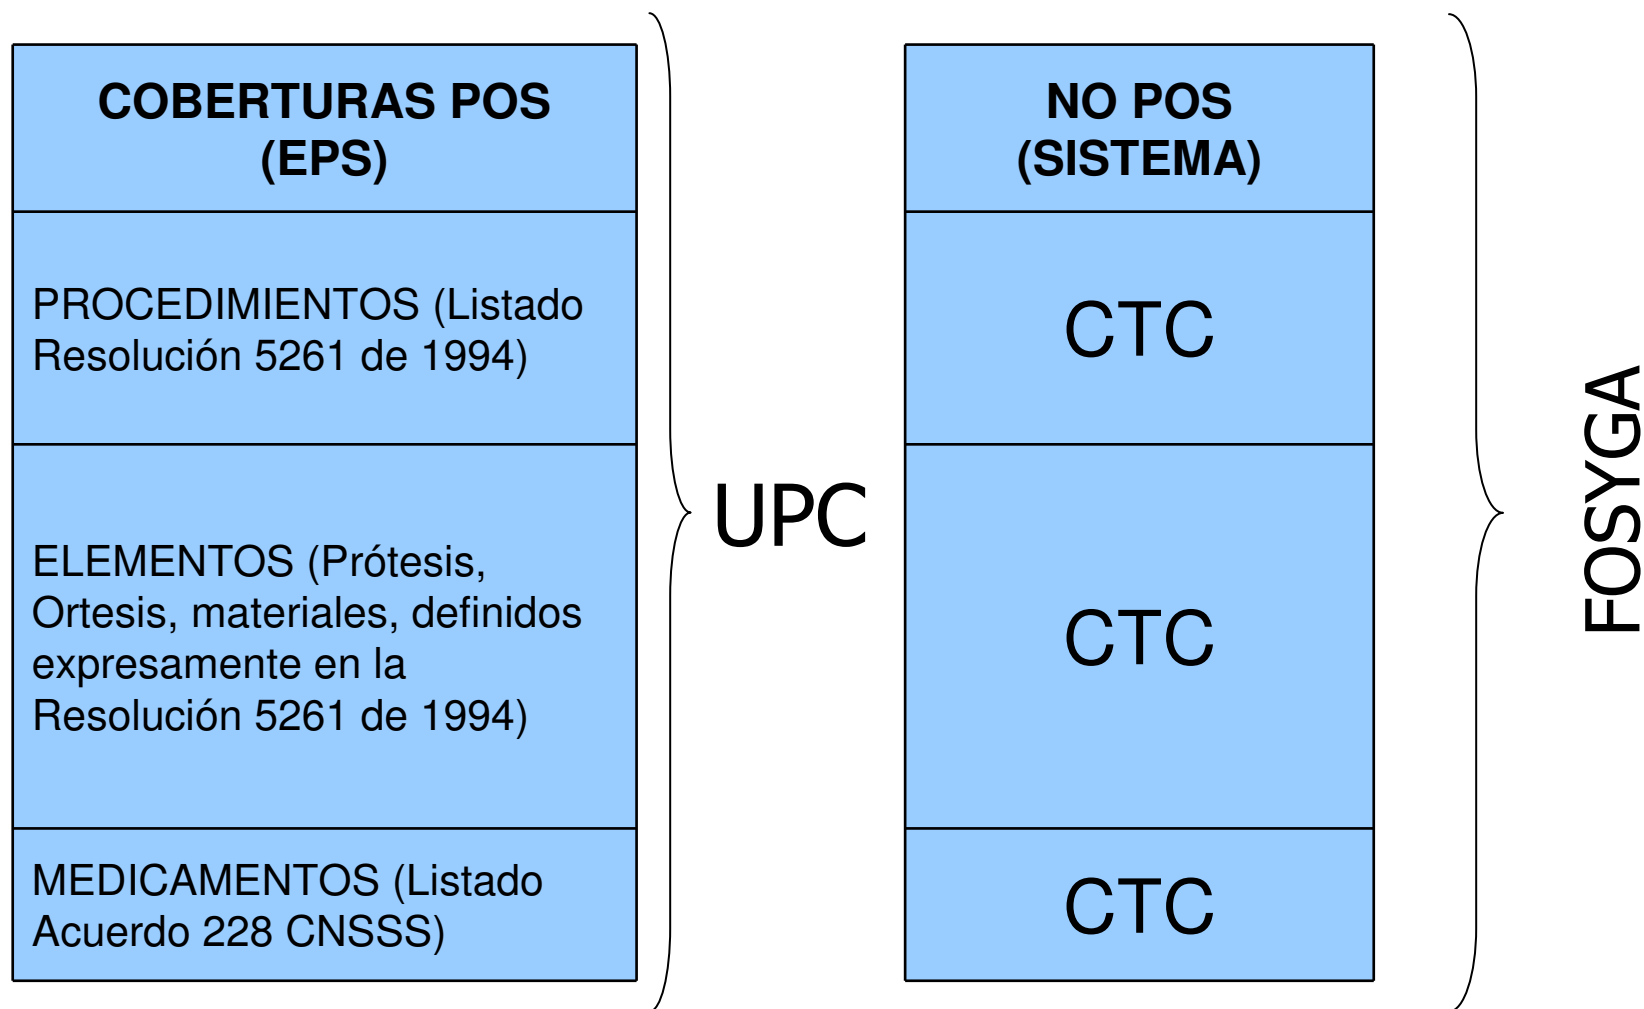 COBERTURAS POS
(EPS)
PROCEDIMIENTOS (Listado
Resolución 5261 de 1994)
ELEMENTOS (Prótesis,
Ortesis, materiales, definidos
expresamente en la
Resolución 5261 de 1994)
MEDICAMENTOS (Listado
Acuerdo 228 CNSSS)
UPC
NO POS
(SISTEMA)
CTC
CTC
CTC
FOSYGA